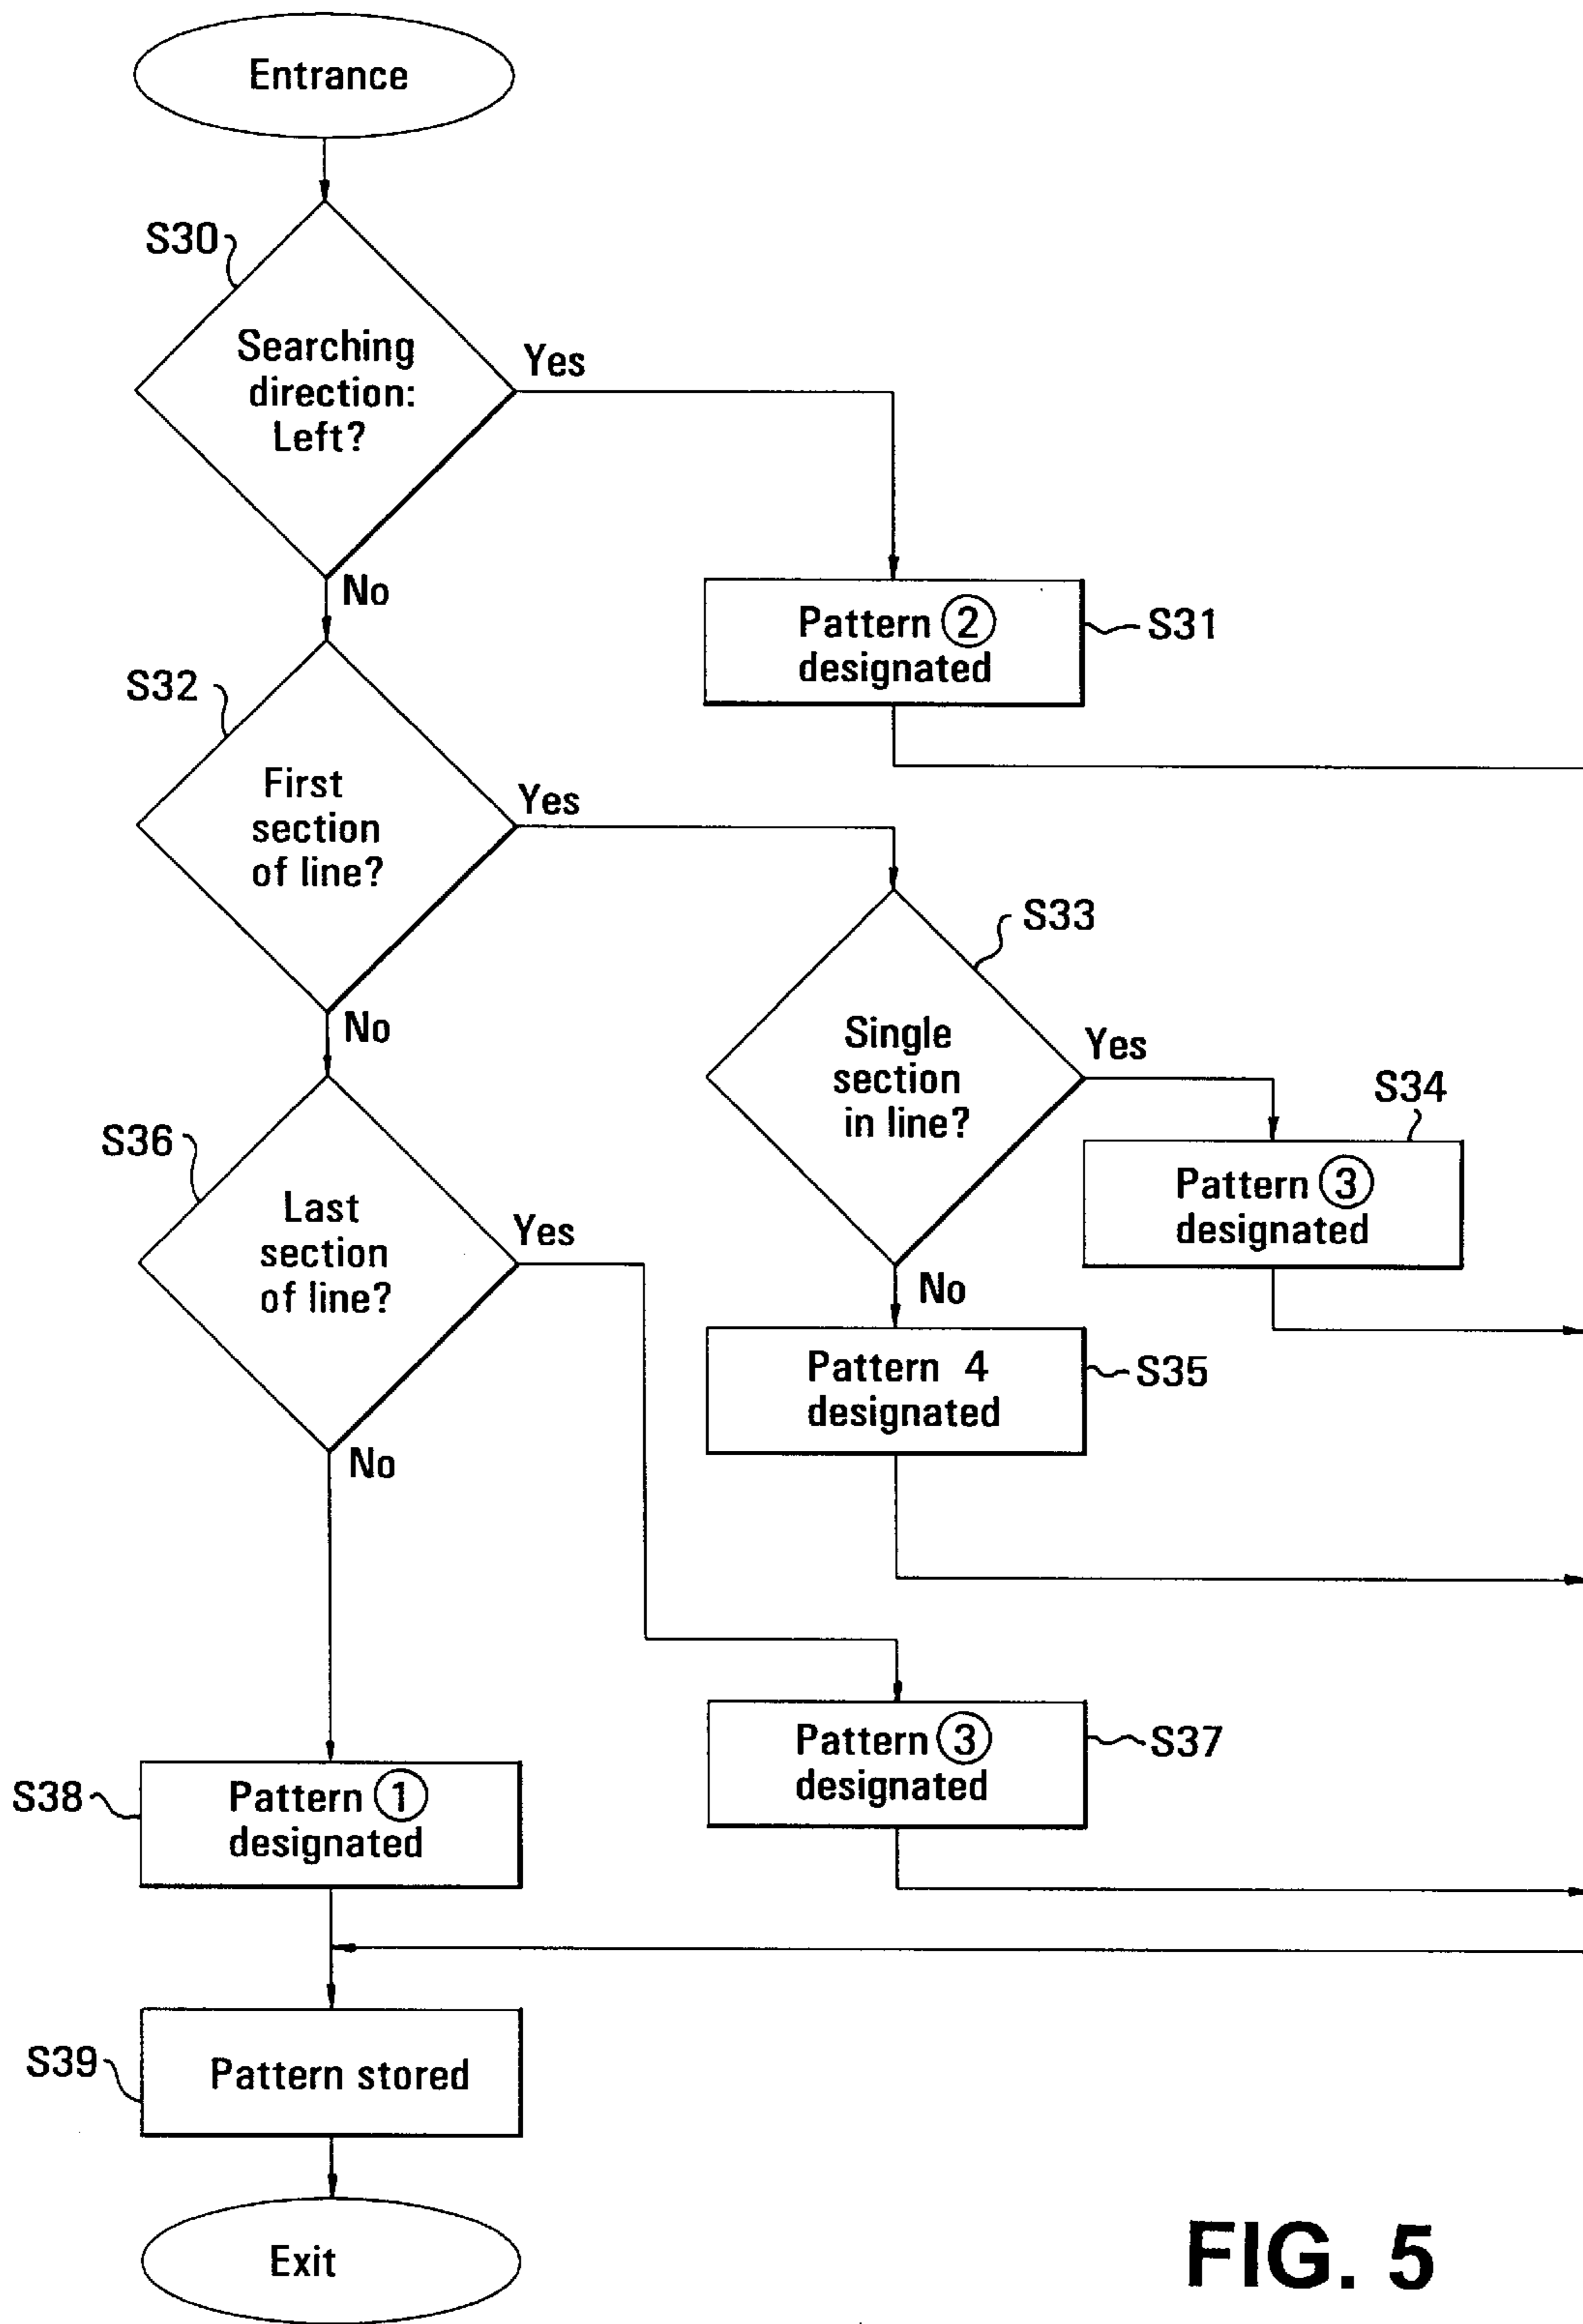 Entrance
S30
Searching
direction:
Left?
Yes
No
Pattern ②
designated
S31
S32
First
section
of line?
Yes
No
S33
Single
section
in line?
Yes
No
S34
Pattern ③
designated
S36
Last
section
of line?
Yes
No
Pattern 4
designated
S35
Pattern ③
designated
S37
S38
Pattern ①
designated
S39
Pattern stored
Exit
FIG. 5